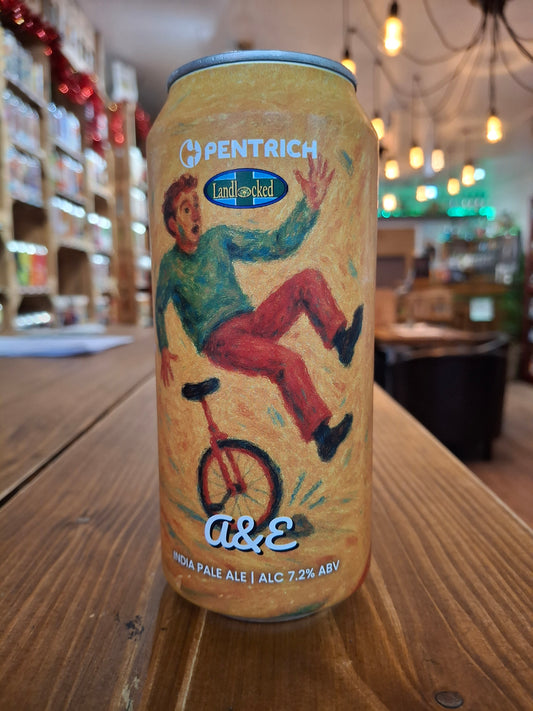 PENTRICH
Landlocked
A&E
INDIA PALE ALE | ALC 7.2% ABV